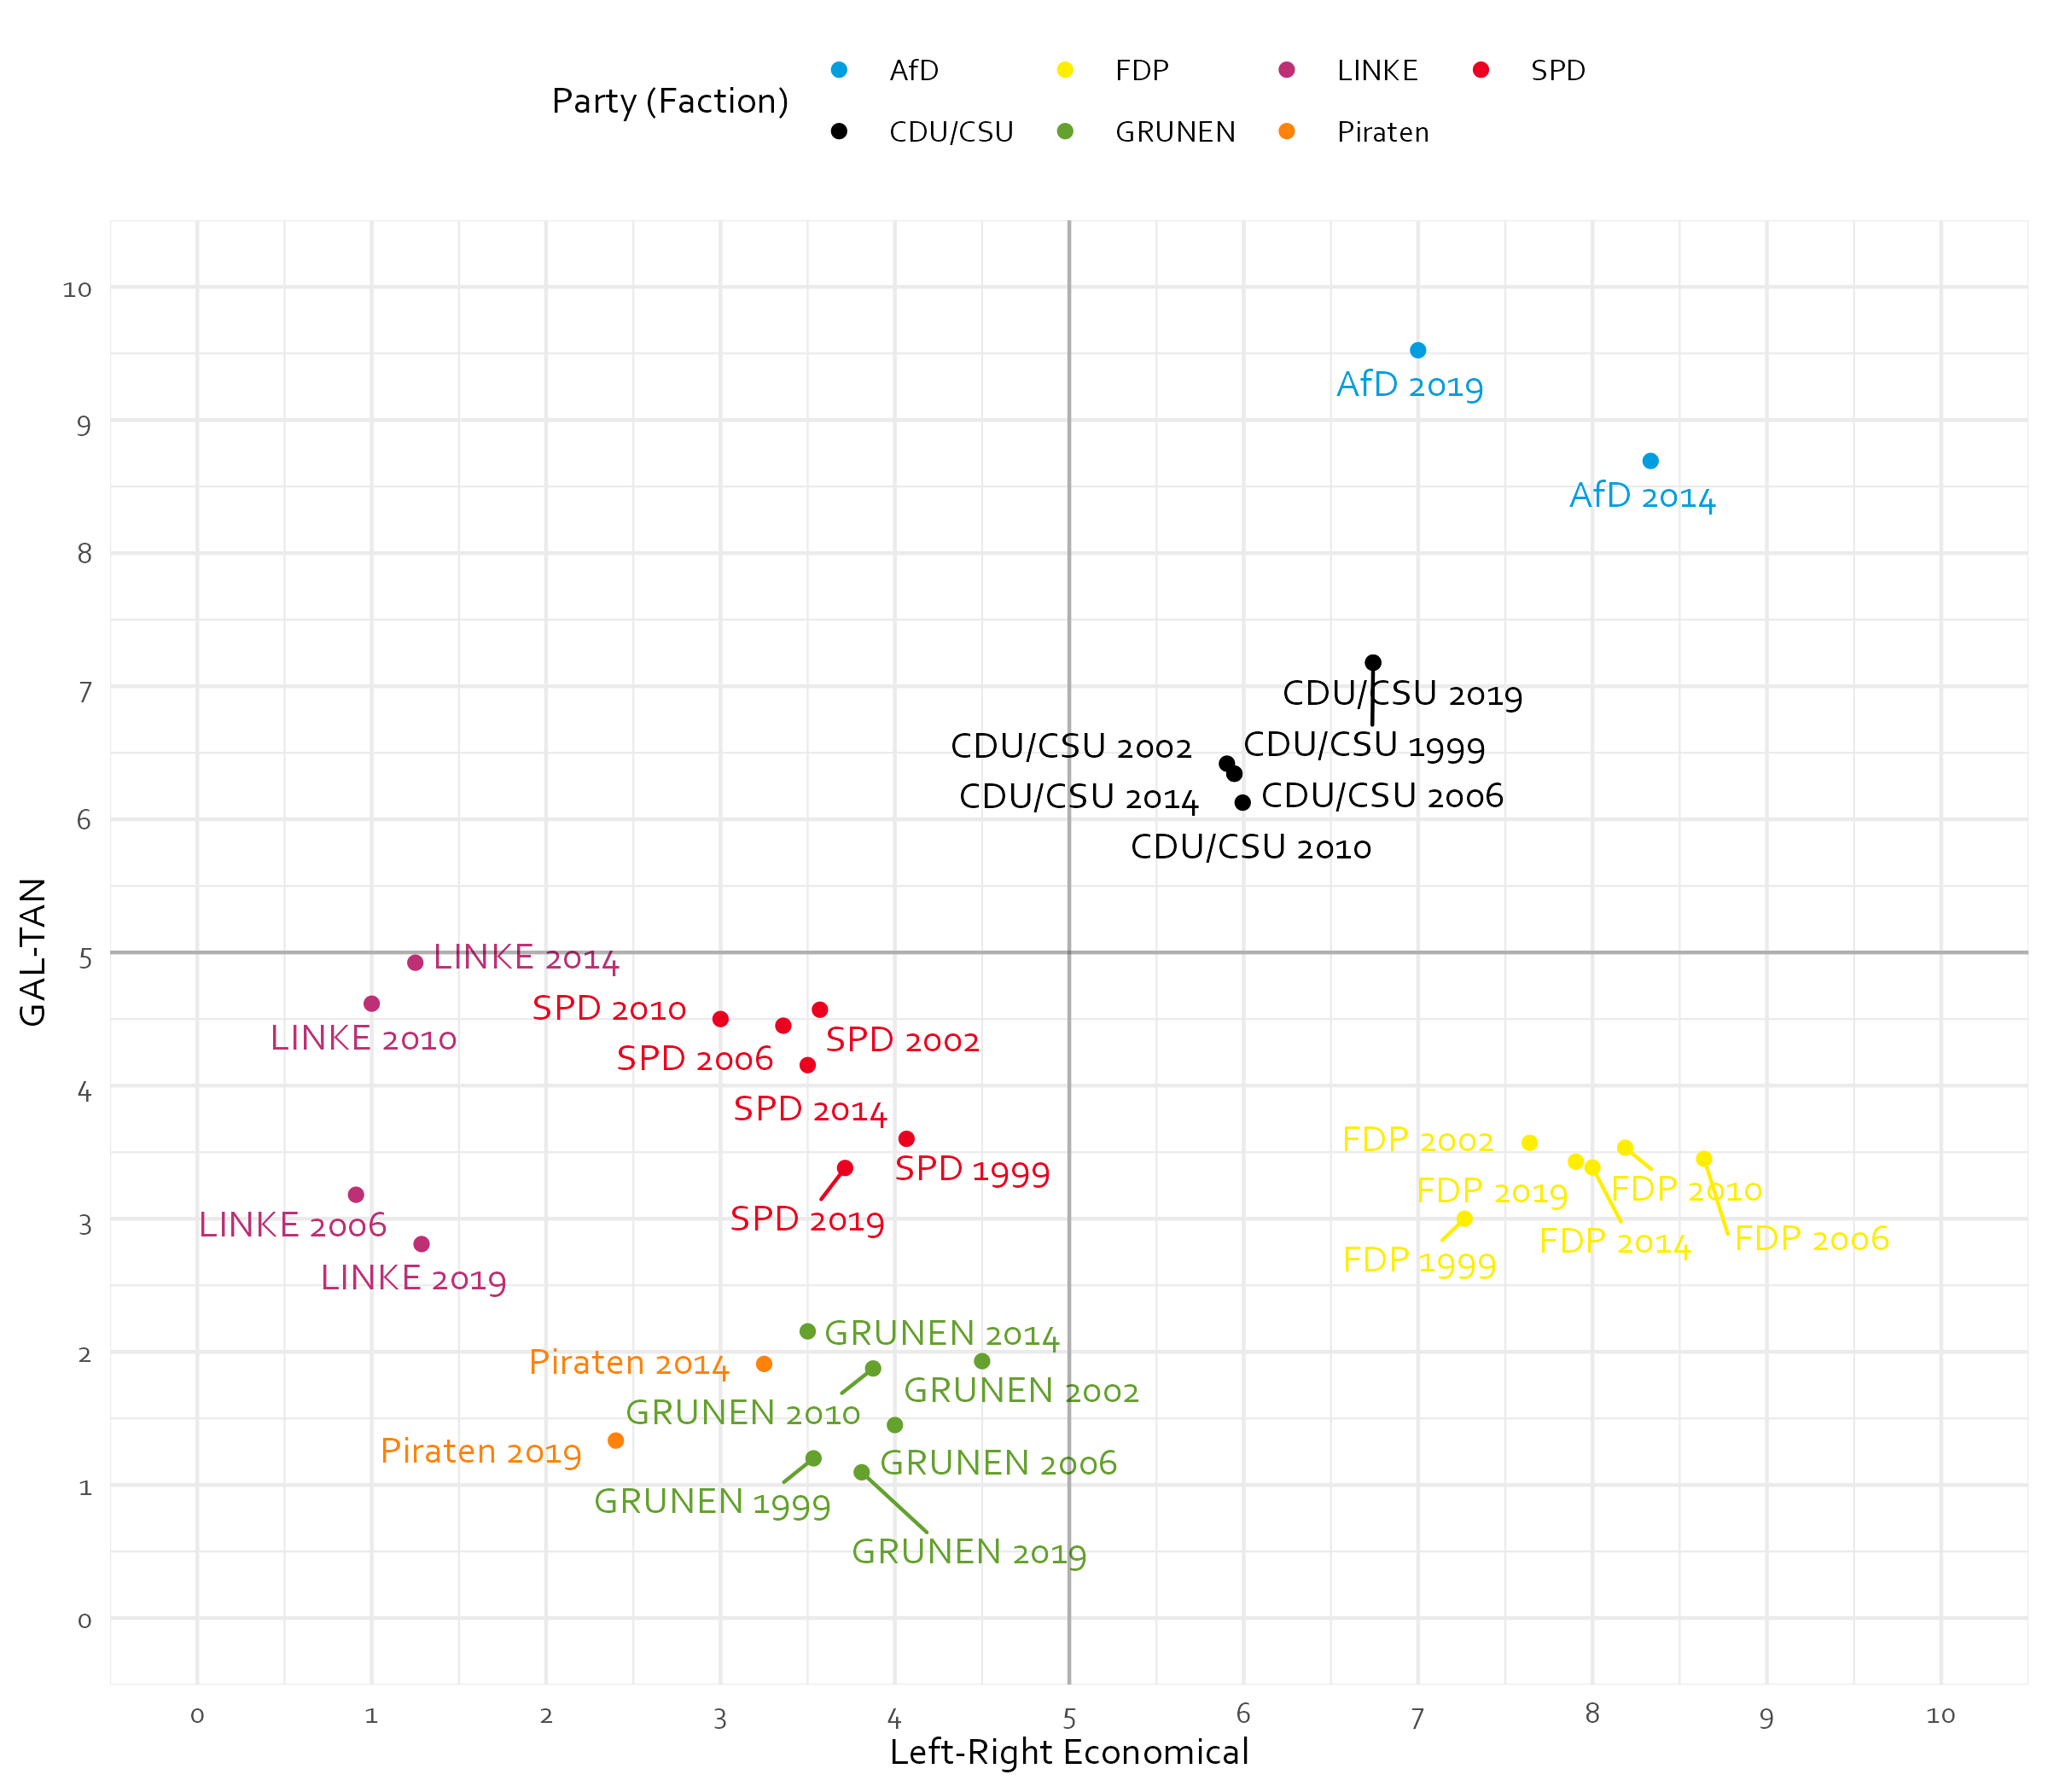 AfD FDP LINKE SPD
Party (Faction)
CDU/CSU GRUNEN Piraten
10
AfD 2019
9
AfD 2014
8
7
CDU/CSU 2019
CDU/CSU 2002 CDU/CSU 1999
CDU/CSU 2014 CDU/CSU 2006
6
CDU/CSU 2010
GAL-TAN
5
LINKE 2014
SPD 2010
LINKE 2010 SPD 2002
SPD 2006
4
SPD 2014
FDP 2002
SPD 1999
FDP 2019 FDP 2010
3
LINKE 2006 SPD 2019
FDP 2014 FDP 2006
FDP 1999
LINKE 2019
GRUNEN 2014
2
Piraten 2014
GRUNEN 2002
GRUNEN 2010
Piraten 2019
GRUNEN 2006
1
GRUNEN 1999
GRUNEN 2019
0
0 1 2 3 4 5 6 7 8 9 10
Left-Right Economical